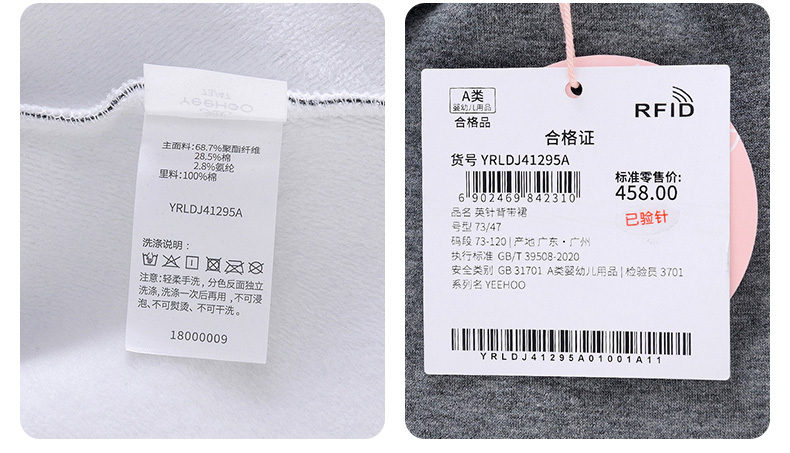 73/47
YeeHoO
主面料:68.7%聚酯纤维
28.5%棉
2.8%氨纶
里料:100%棉
YRLDJ41295A
洗涤说明:
注意:轻柔手洗,分色反面独立
洗涤,洗涤一次后再用,不可浸
泡、不可熨烫、不可干洗。
18000009
A类
婴幼儿用品
合格品
RFID
合格证
货号 YRLDJ41295A
标准零售价:
458.00
6 902469 842310
已验针
品名 英针背带裙
号型 73/47
码段 73-120 | 产地 广东·广州
执行标准 GB/T 39508-2020
安全类别 GB 31701 A类婴幼儿用品 | 检验员 3701
系列名 YEEHOO
YRLDJ41295A01001A11